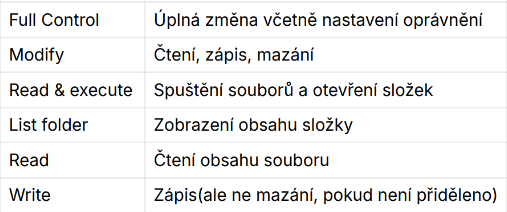 Full Control Úplná změna včetně nastavení oprávnění
Modify Čtení, zápis, mazání
Read & execute Spuštění souborů a otevření složek
List folder Zobrazení obsahu složky
Read Čtení obsahu souboru
Write Zápis(ale ne mazání, pokud není přiděleno)